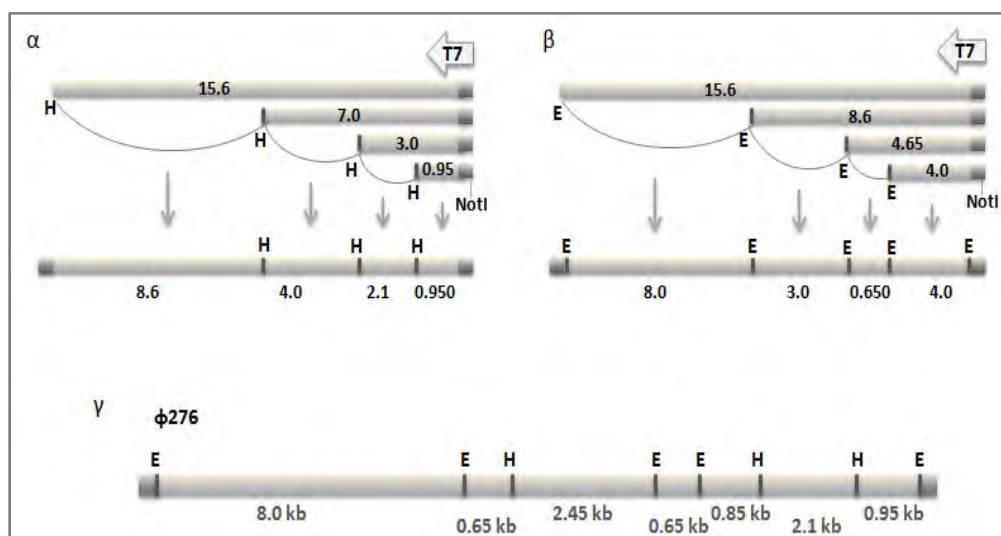 α
T7
15.6
H
7.0
H
3.0
H
0.95
H
NotI
H H H
8.6 4.0 2.1 0.950
β
T7
15.6
E
8.6
E
4.65
E
4.0
E
NotI
E E E E E
8.0 3.0 0.650 4.0
γ
ϕ276
E E H E E H H E
8.0 kb 0.65 kb 2.45 kb 0.65 kb 0.85 kb 2.1 kb 0.95 kb